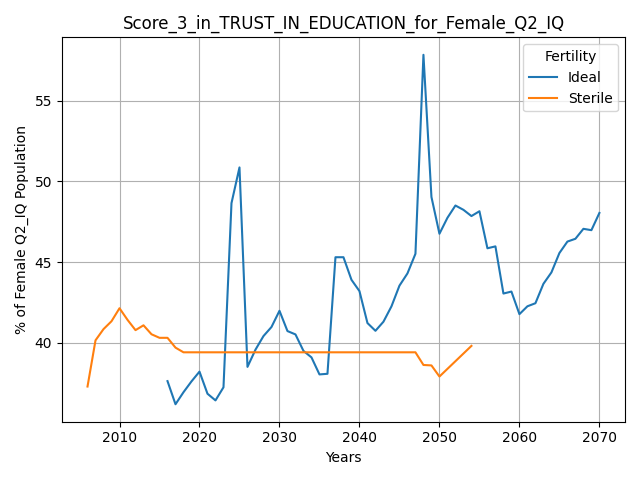 Score_3_in_TRUST_IN_EDUCATION_for_Female_Q2_IQ
Fertility
Ideal
Sterile
% of Female Q2_IQ Population
55
50
45
40
2010 2020 2030 2040 2050 2060 2070
Years